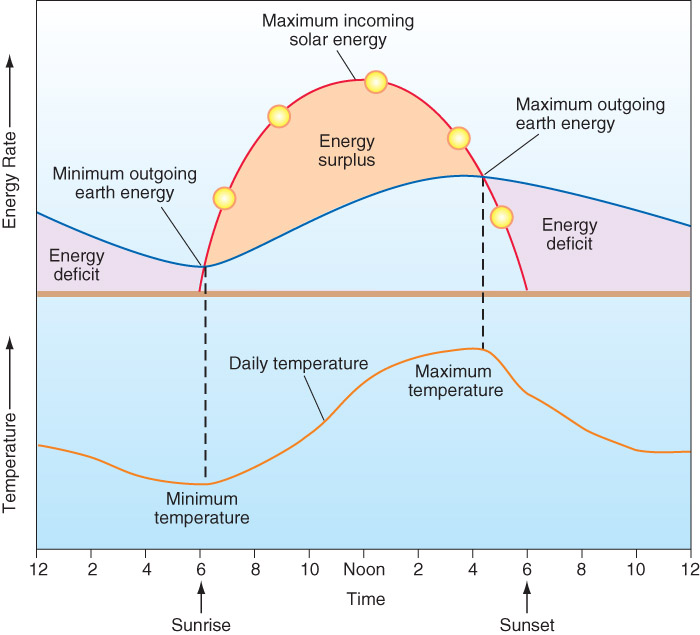 Maximum incoming
solar energy
Maximum outgoing
earth energy
Energy
surplus
Minimum outgoing
earth energy
Energy
deficit
Energy
deficit
Energy Rate
Daily temperature
Maximum
temperature
Minimum
temperature
Temperature
12 2 4 6 8 10 Noon 2 4 6 8 10 12
Time
Sunrise
Sunset